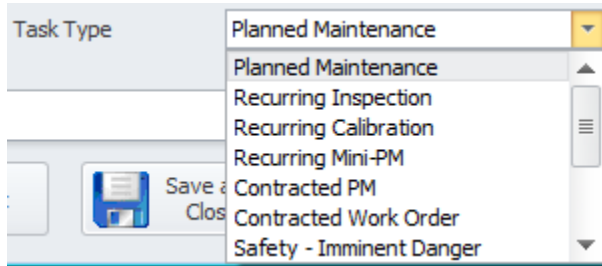 Task Type
Planned Maintenance
Planned Maintenance
Recurring Inspection
Recurring Calibration
Recurring Mini-PM
Contracted PM
Contracted Work Order
Safety - Imminent Danger
Save